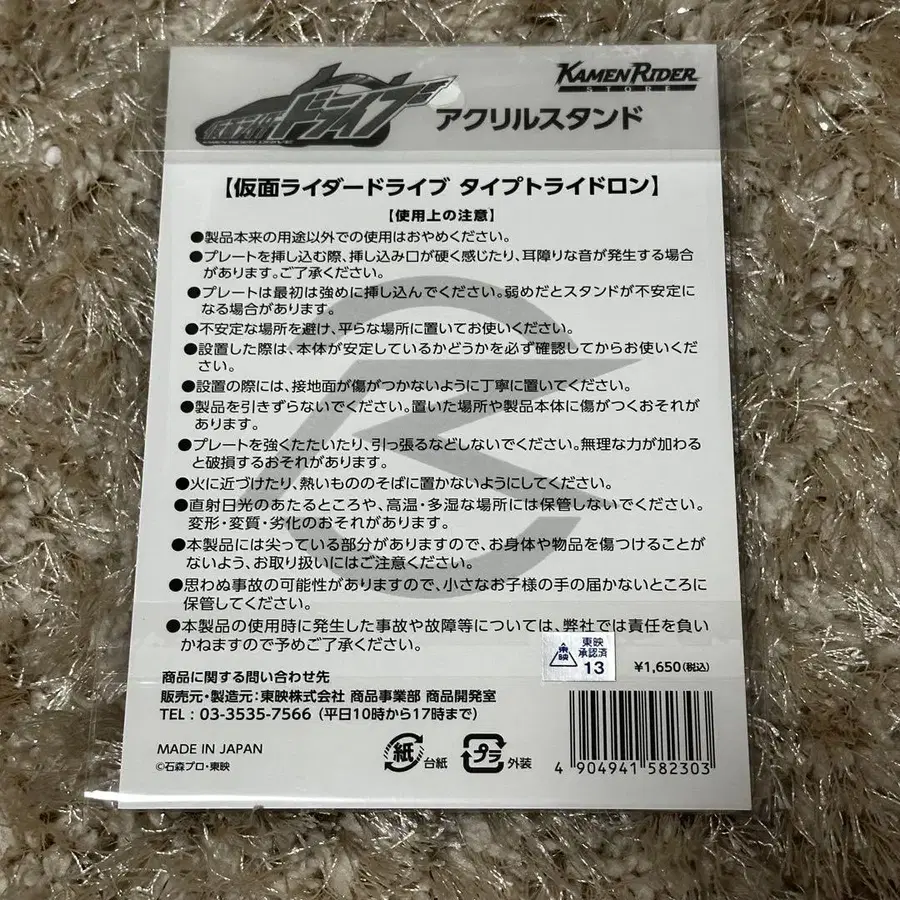 仮面ライダードライブ
KAMEN RIDER DRIVE
KAMEN RIDER
STORE
アクリルスタンド
【仮面ライダードライブ タイプトライドロン】
【使用上の注意】
●製品本来の用途以外での使用はおやめください。
●プレートを挿し込む際、挿し込み口が硬く感じたり、耳障りな音が発生する場合
があります。ご了承ください。
●プレートは最初は強めに挿し込んでください。弱めだとスタンドが不安定に
なる場合があります。
●不安定な場所を避け、平らな場所に置いてお使いください。
●設置した際は、本体が安定しているかどうかを必ず確認してからお使いくだ
さい。
●設置の際には、接地面が傷がつかないように丁寧に置いてください。
●製品を引きずらないでください。置いた場所や製品本体に傷がつくおそれが
あります。
●プレートを強くたたいたり、引っ張るなどしないでください。無理な力が加わる
と破損するおそれがあります。
●火に近づけたり、熱いもののそばに置かないようにしてください。
●直射日光のあたるところや、高温・多湿な場所には保管しないでください。
変形・変質・劣化のおそれがあります。
●本製品には尖っている部分がありますので、お身体や物品を傷つけることが
ないよう、お取り扱いにはご注意ください。
●思わぬ事故の可能性がありますので、小さなお子様の手の届かないところに
保管してください。
●本製品の使用時に発生した事故や故障等については、弊社では責任を負い
かねますので予めご了承ください。
東映
東映
承認済
13
¥1,650(税込)
商品に関する問い合わせ先
販売元・製造元：東映株式会社 商品事業部 商品開発室
TEL : 03-3535-7566 (平日10時から17時まで)
MADE IN JAPAN
©石森プロ・東映
紙 台紙
プラ 外装
4 904941 582303